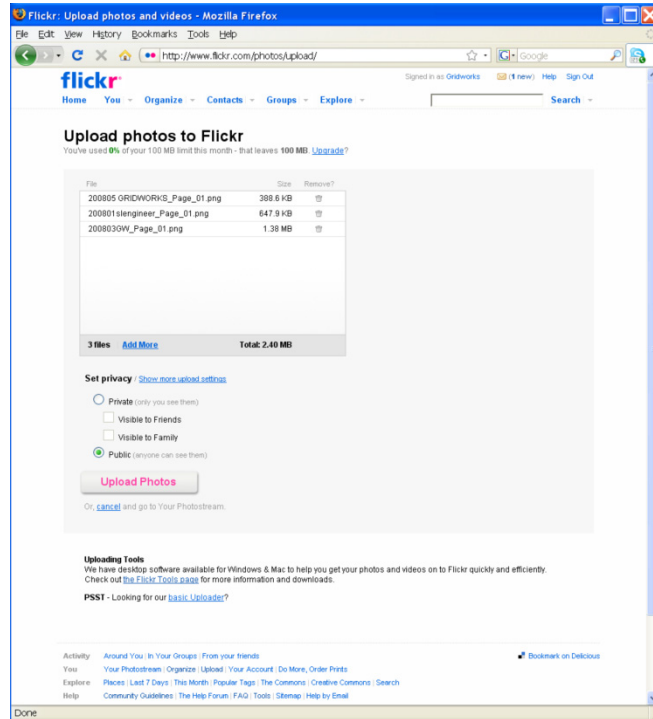 Flickr: Upload photos and videos - Mozilla Firefox
File Edit View History Bookmarks Tools Help
http://www.flickr.com/photos/upload/
G Google
flickr
Signed in as Gridworks (1 new) Help Sign Out
Home You Organize Contacts Groups Explore Search
Upload photos to Flickr
You've used 0% of your 100 MB limit this month - that leaves 100 MB. Upgrade?
File Size Remove?
200805 GRIDWORKS_Page_01.png 388.6 KB
200801slengineer_Page_01.png 647.9 KB
200803GW_Page_01.png 1.38 MB
3 files Add More Total: 2.40 MB
Set privacy / Show more upload settings
Private (only you see them)
Visible to Friends
Visible to Family
Public (anyone can see them)
Upload Photos
Or, cancel and go to Your Photostream.
Uploading Tools
We have desktop software available for Windows & Mac to help you get your photos and videos on to Flickr quickly and efficiently.
Check out the Flickr Tools page for more information and downloads.
PSST - Looking for our basic Uploader?
Activity Around You | In Your Groups | From your friends Bookmark on Delicious
You Your Photostream | Organize | Upload | Your Account | Do More, Order Prints
Explore Places | Last 7 Days | This Month | Popular Tags | The Commons | Creative Commons | Search
Help Community Guidelines | The Help Forum | FAQ | Tools | Sitemap | Help by Email
Done